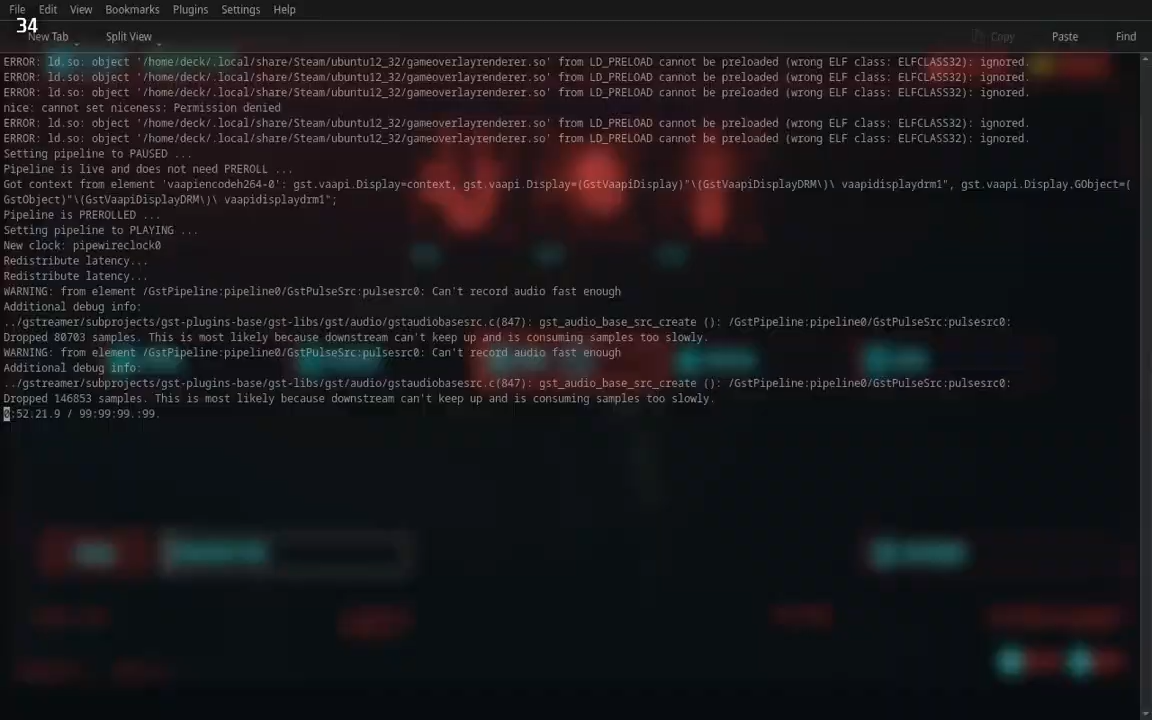 File Edit View Bookmarks Plugins Settings Help
34
New Tab Split View Copy Paste Find
ERROR: ld.so: object '/home/deck/.local/share/Steam/ubuntu12_32/gameoverlayrenderer.so' from LD_PRELOAD cannot be preloaded (wrong ELF class: ELFCLASS32): ignored.
ERROR: ld.so: object '/home/deck/.local/share/Steam/ubuntu12_32/gameoverlayrenderer.so' from LD_PRELOAD cannot be preloaded (wrong ELF class: ELFCLASS32): ignored.
ERROR: ld.so: object '/home/deck/.local/share/Steam/ubuntu12_32/gameoverlayrenderer.so' from LD_PRELOAD cannot be preloaded (wrong ELF class: ELFCLASS32): ignored.
nice: cannot set niceness: Permission denied
ERROR: ld.so: object '/home/deck/.local/share/Steam/ubuntu12_32/gameoverlayrenderer.so' from LD_PRELOAD cannot be preloaded (wrong ELF class: ELFCLASS32): ignored.
ERROR: ld.so: object '/home/deck/.local/share/Steam/ubuntu12_32/gameoverlayrenderer.so' from LD_PRELOAD cannot be preloaded (wrong ELF class: ELFCLASS32): ignored.
Setting pipeline to PAUSED ...
Pipeline is live and does not need PREROLL ...
Got context from element 'vaapiencodeh264-0': gst.vaapi.Display=context, gst.vaapi.Display=(GstVaapiDisplay)"\(GstVaapiDisplayDRM\)\ vaapidisplaydrm1", gst.vaapi.Display.GObject=(
GstObject)"\(GstVaapiDisplayDRM\)\ vaapidisplaydrm1";
Pipeline is PREROLLED ...
Setting pipeline to PLAYING ...
New clock: pipewireclock0
Redistribute latency...
Redistribute latency...
WARNING: from element /GstPipeline:pipeline0/GstPulseSrc:pulsesrc0: Can't record audio fast enough
Additional debug info:
../gstreamer/subprojects/gst-plugins-base/gst-libs/gst/audio/gstaudiobasesrc.c(847): gst_audio_base_src_create (): /GstPipeline:pipeline0/GstPulseSrc:pulsesrc0:
Dropped 80703 samples. This is most likely because downstream can't keep up and is consuming samples too slowly.
WARNING: from element /GstPipeline:pipeline0/GstPulseSrc:pulsesrc0: Can't record audio fast enough
Additional debug info:
../gstreamer/subprojects/gst-plugins-base/gst-libs/gst/audio/gstaudiobasesrc.c(847): gst_audio_base_src_create (): /GstPipeline:pipeline0/GstPulseSrc:pulsesrc0:
Dropped 146853 samples. This is most likely because downstream can't keep up and is consuming samples too slowly.
0:52:21.9 / 99:99:99.:99.